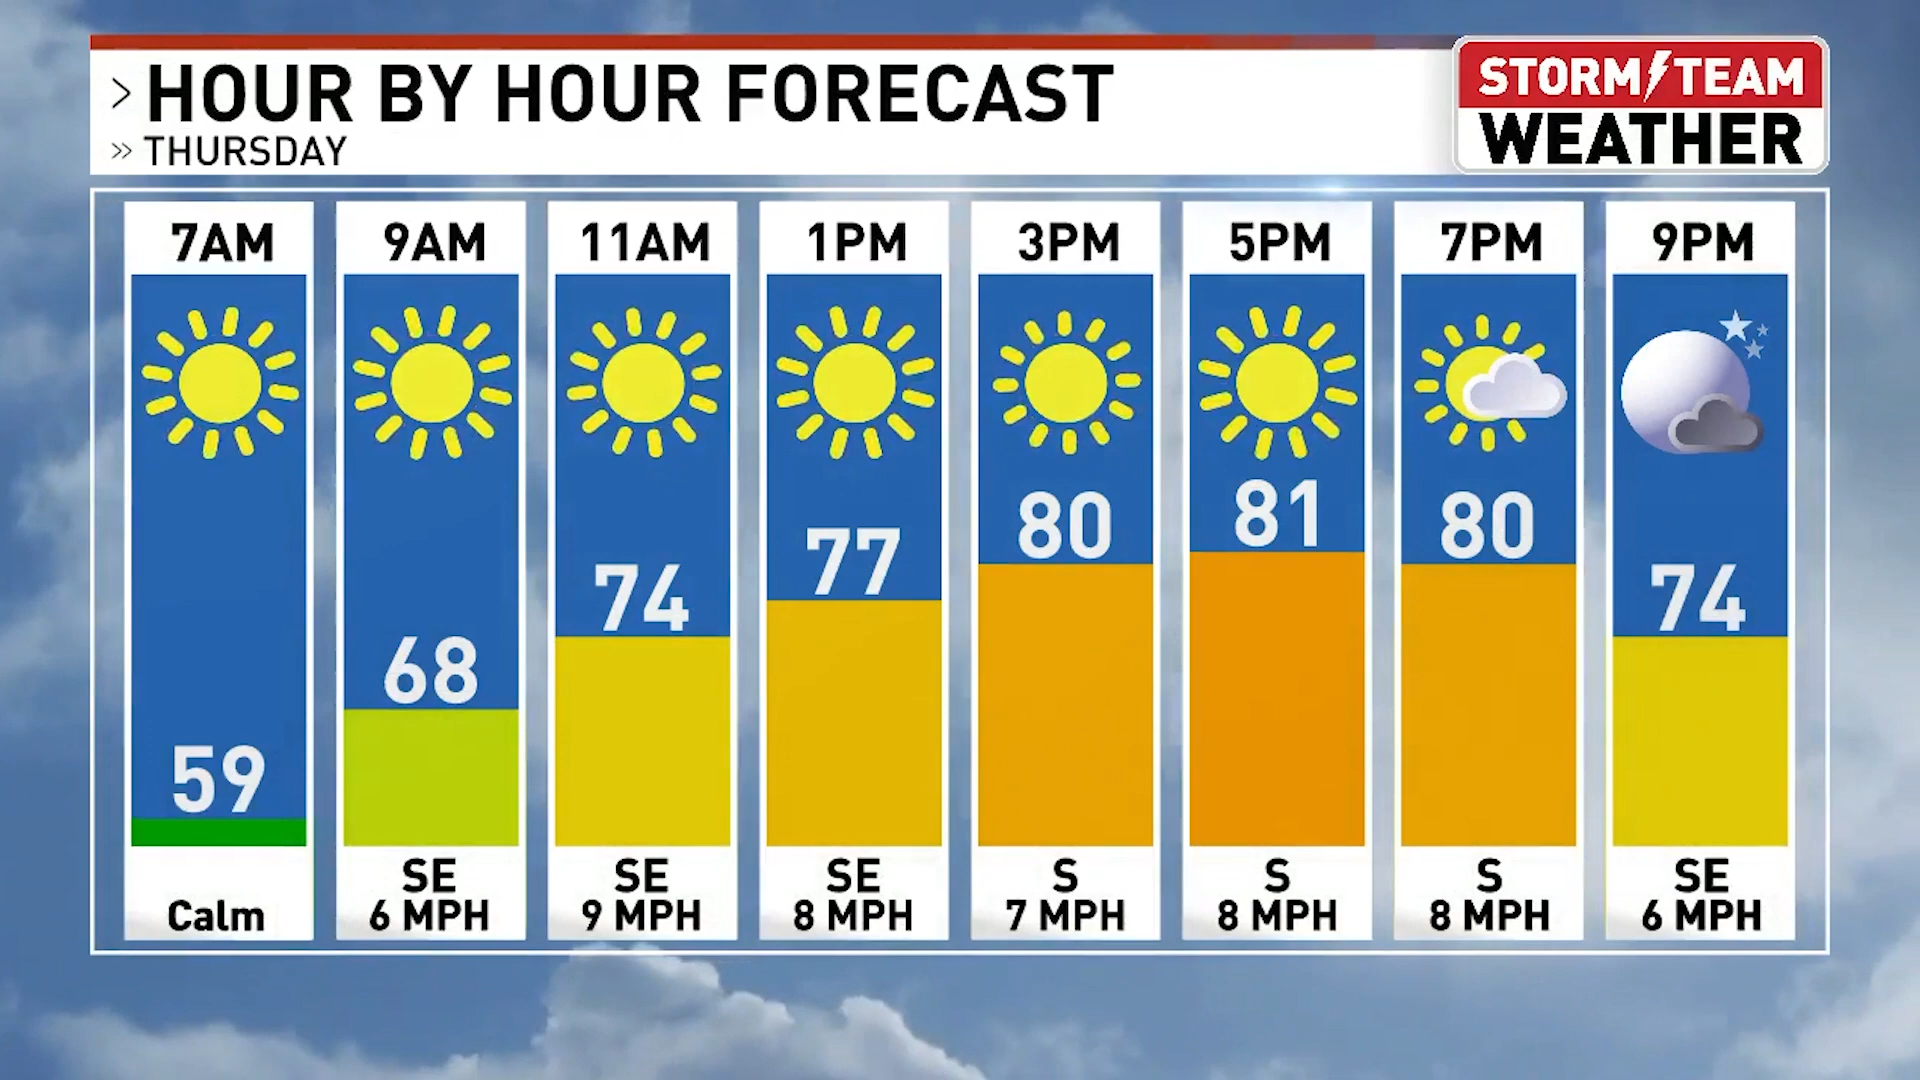 > HOUR BY HOUR FORECAST
» THURSDAY
STORM TEAM
WEATHER
7AM
9AM
11AM
1PM
3PM
5PM
7PM
9PM
59
68
74
77
80
81
80
74
Calm
SE
6 MPH
SE
9 MPH
SE
8 MPH
S
7 MPH
S
8 MPH
S
8 MPH
SE
6 MPH